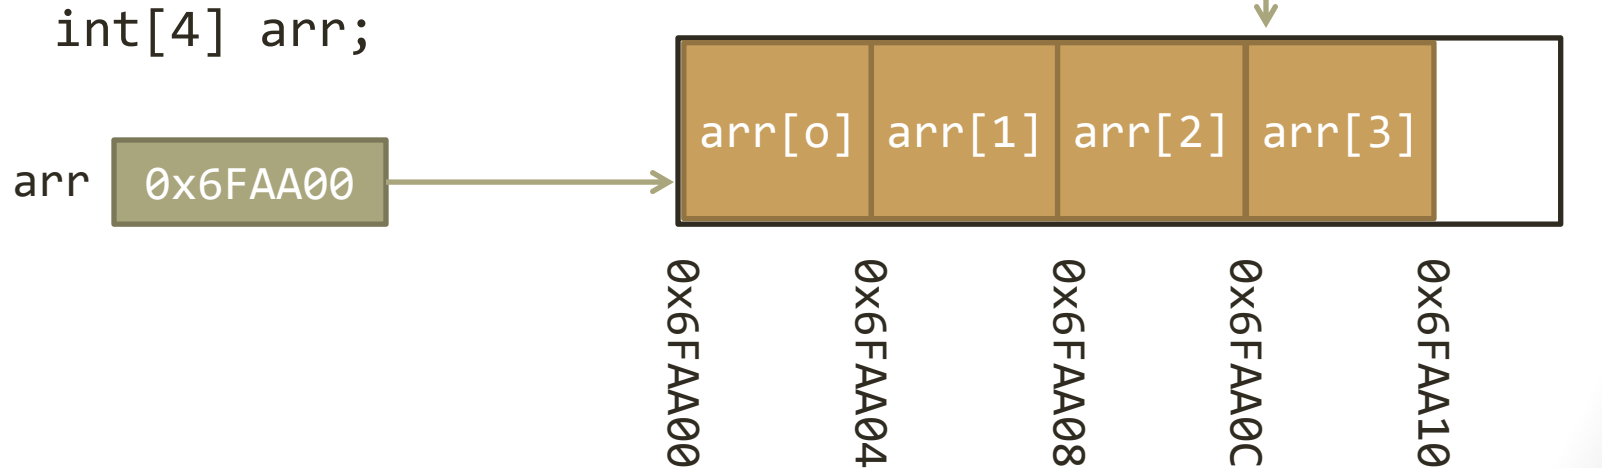 int[4] arr;
arr[o] arr[1] arr[2] arr[3]
arr 0x6FAA00
0x6FAA00
0x6FAA04
0x6FAA08
0x6FAA0C
0x6FAA10